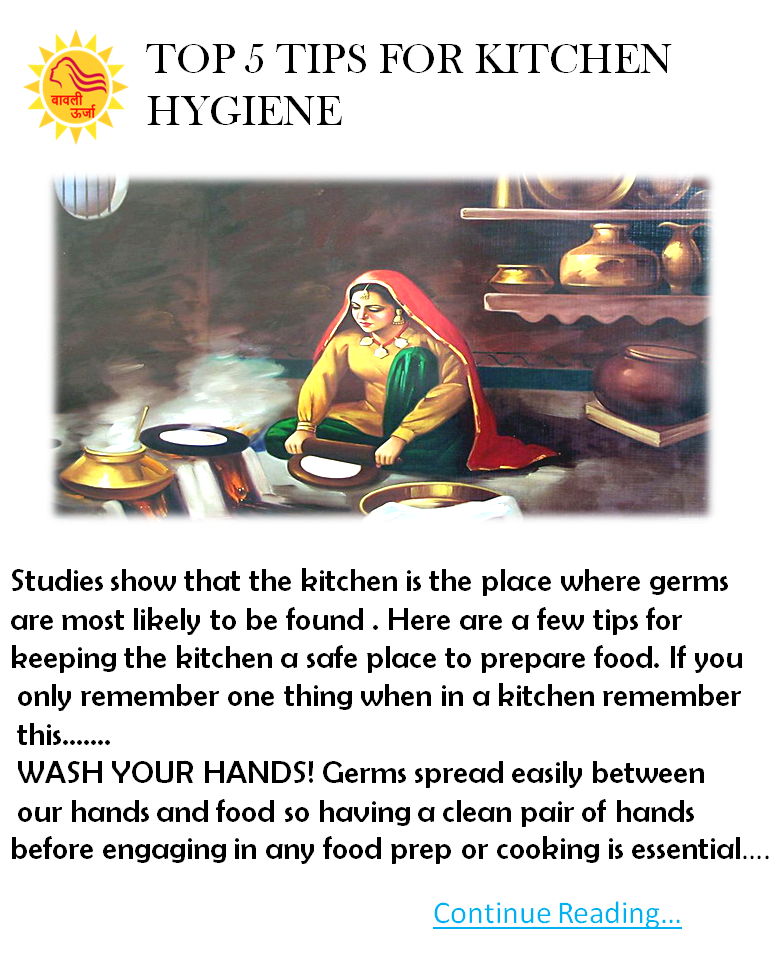 बावली
ऊर्जा
TOP 5 TIPS FOR KITCHEN
HYGIENE
Studies show that the kitchen is the place where germs
are most likely to be found . Here are a few tips for
keeping the kitchen a safe place to prepare food. If you
only remember one thing when in a kitchen remember
this.......
WASH YOUR HANDS! Germs spread easily between
our hands and food so having a clean pair of hands
before engaging in any food prep or cooking is essential....
Continue Reading...